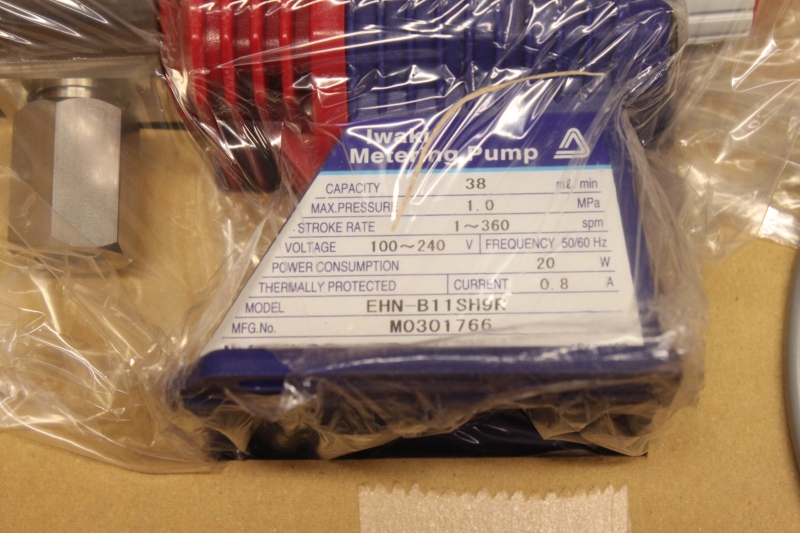 Iwaki
Metering Pump
CAPACITY 38 mℓ/min
MAX.PRESSURE 1.0 MPa
STROKE RATE 1～360 spm
VOLTAGE 100～240 V FREQUENCY 50/60 Hz
POWER CONSUMPTION 20 W
THERMALLY PROTECTED CURRENT 0.8 A
MODEL EHN-B11SH9R
MFG.No. M0301766